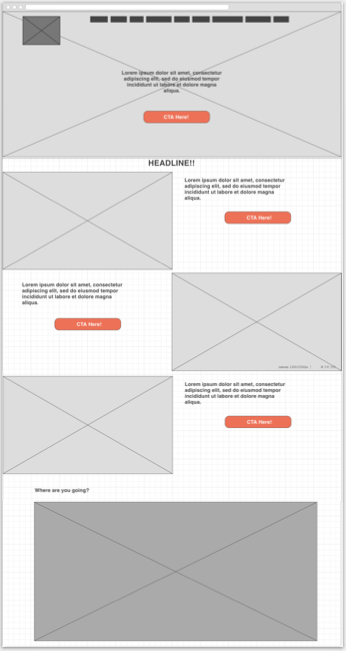 Lorem ipsum dolor sit amet, consectetur
adipiscing elit, sed do eiusmod tempor
incididunt ut labore et dolore magna
aliqua.
CTA Here!
HEADLINE!!
Lorem ipsum dolor sit amet, consectetur
adipiscing elit, sed do eiusmod tempor
incididunt ut labore et dolore magna
aliqua.
CTA Here!
Lorem ipsum dolor sit amet, consectetur
adipiscing elit, sed do eiusmod tempor
incididunt ut labore et dolore magna
aliqua.
CTA Here!
Lorem ipsum dolor sit amet, consectetur
adipiscing elit, sed do eiusmod tempor
incididunt ut labore et dolore magna
aliqua.
CTA Here!
Where are you going?